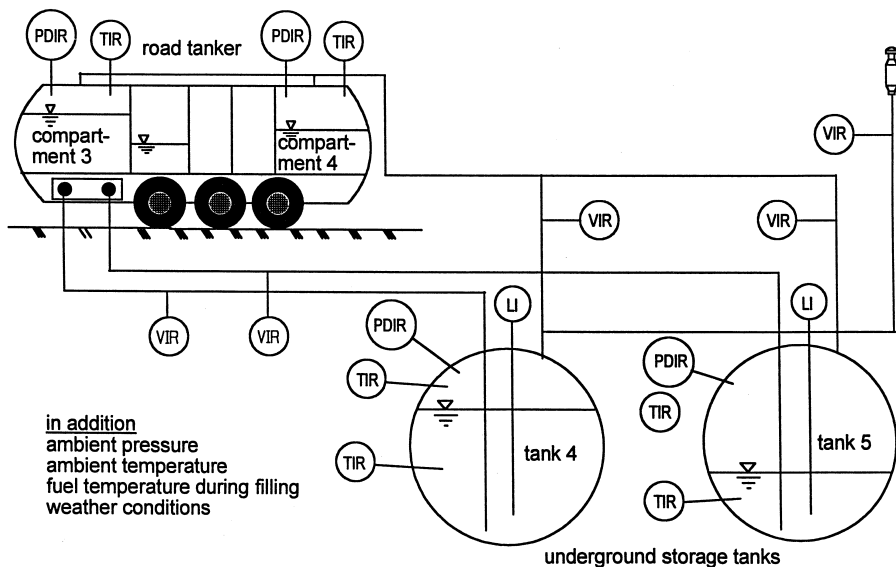 PDIR
TIR
road tanker
PDIR
TIR
compart-
ment 3
compart-
ment 4
VIR
VIR
VIR
VIR
VIR
LI
LI
PDIR
TIR
TIR
tank 4
PDIR
TIR
TIR
tank 5
in addition
ambient pressure
ambient temperature
fuel temperature during filling
weather conditions
underground storage tanks